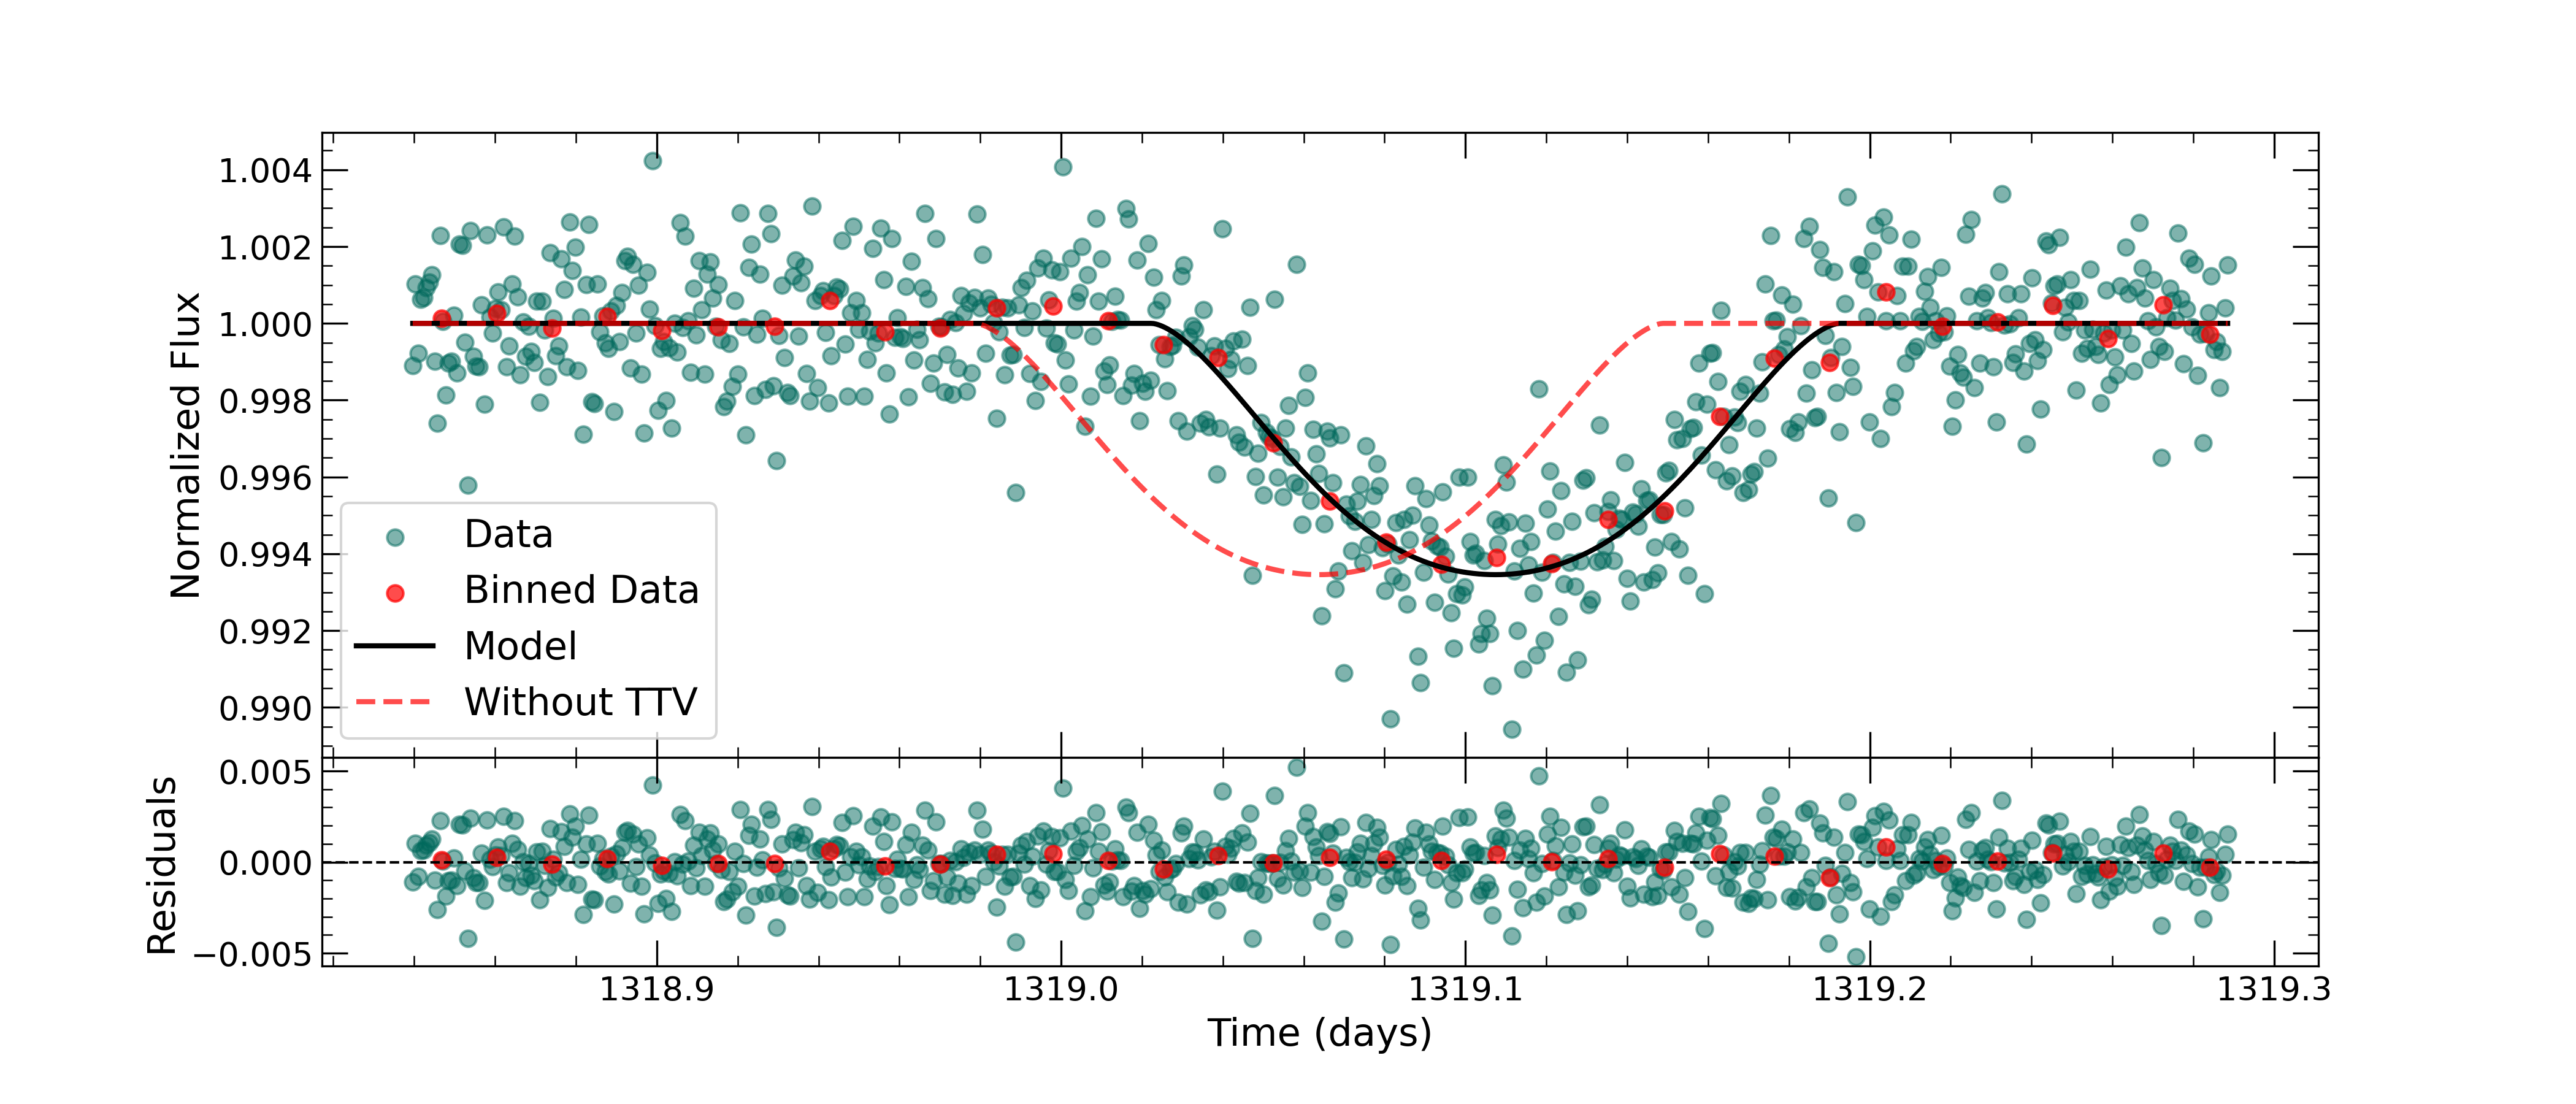 Normalized Flux
1.004
1.002
1.000
0.998
0.996
0.994
0.992
0.990
Data
Binned Data
Model
Without TTV
Residuals
0.005
0.000
−0.005
1318.9
1319.0
1319.1
1319.2
1319.3
Time (days)